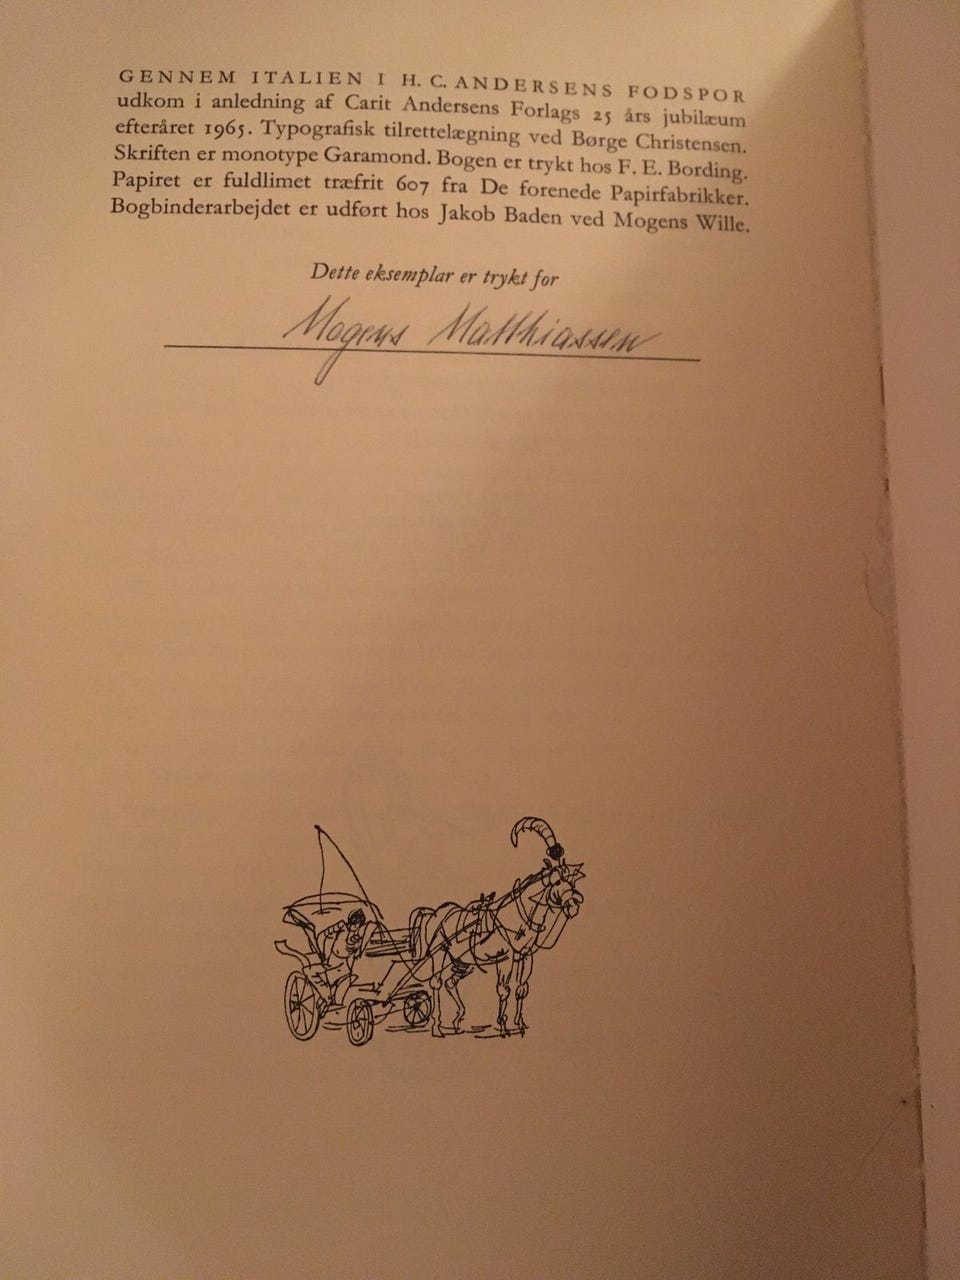 GENNEM ITALIEN I H. C. ANDERSENS FODSPOR
udkom i anledning af Carit Andersens Forlags 25 års jubilæum
efteråret 1965. Typografisk tilrettelægning ved Børge Christensen.
Skriften er monotype Garamond. Bogen er trykt hos F. E. Bording.
Papiret er fuldlimet træfrit 607 fra De forenede Papirfabrikker.
Bogbinderarbejdet er udført hos Jakob Baden ved Mogens Wille.
Dette eksemplar er trykt for
Mogens Matthiassen